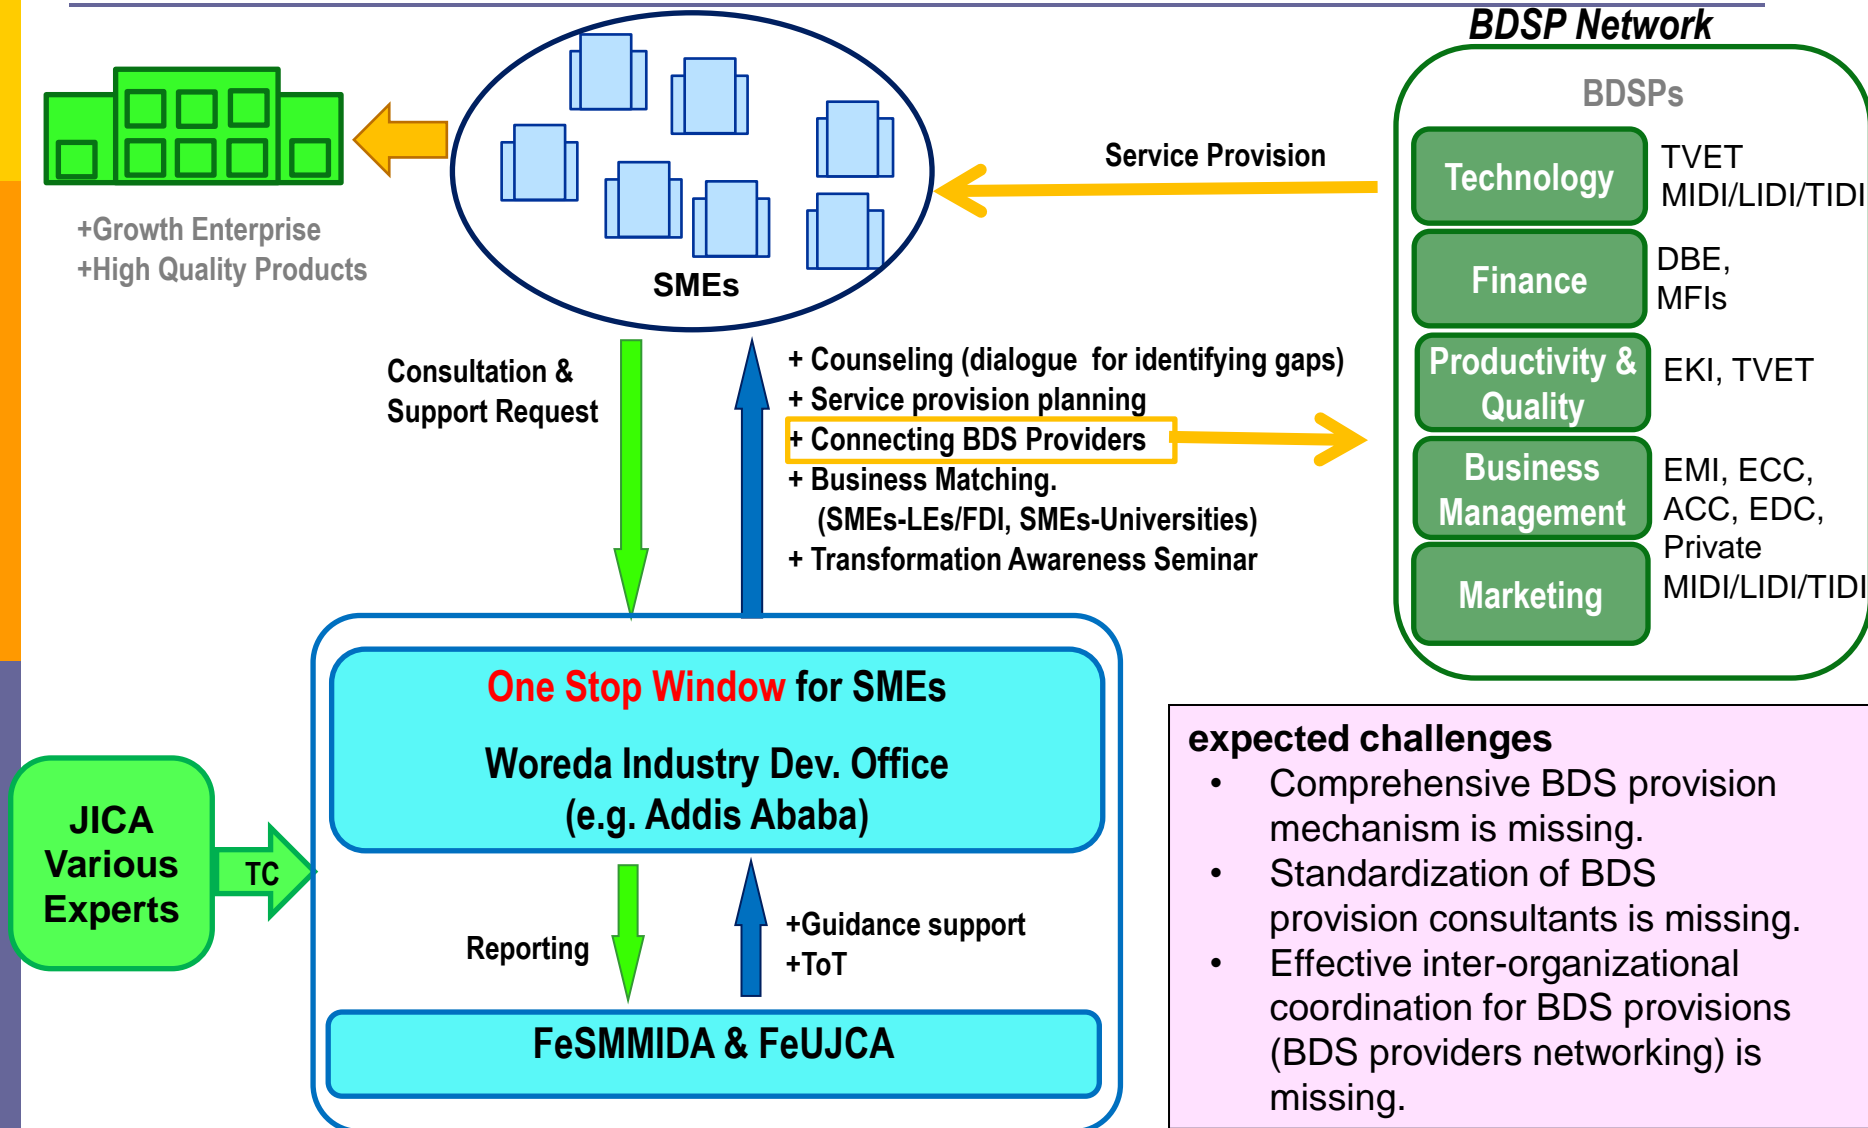 BDSP Network
BDSPs
Technology
TVET
MIDI/LIDI/TIDI
Finance
DBE,
MFIs
Productivity &
Quality
EKI, TVET
Business
Management
EMI, ECC,
ACC, EDC,
Private
Marketing
MIDI/LIDI/TIDI
Service Provision
SMEs
+Growth Enterprise
+High Quality Products
Consultation &
Support Request
+ Counseling (dialogue  for identifying gaps)
+ Service provision planning
+ Connecting BDS Providers
+ Business Matching.
(SMEs-LEs/FDI, SMEs-Universities)
+ Transformation Awareness Seminar
One Stop Window for SMEs
Woreda Industry Dev. Office
(e.g. Addis Ababa)
JICA
Various
Experts
TC
Reporting
+Guidance support
+ToT
FeSMMIDA & FeUJCA
expected challenges
• Comprehensive BDS provision
mechanism is missing.
• Standardization of BDS
provision consultants is missing.
• Effective inter-organizational
coordination for BDS provisions
(BDS providers networking) is
missing.